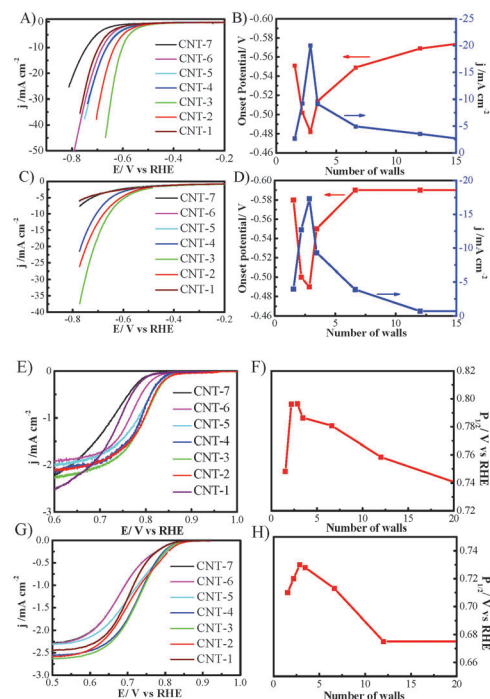 A)
0
-10
-20
-30
-40
-50
j /mA cm⁻²
CNT-7
CNT-6
CNT-5
CNT-4
CNT-3
CNT-2
CNT-1
-0.8 -0.6 -0.4 -0.2
E/ V vs RHE
B)
-0.60
-0.58
-0.56
-0.54
-0.52
-0.50
-0.48
-0.46
Onset Potential/ V
25
20
15
10
5
0
j /mA cm⁻²
0 3 6 9 12 15
Number of walls
C)
0
-5
-10
-15
-20
-25
-30
-35
-40
j /mA cm⁻²
CNT-7
CNT-6
CNT-5
CNT-4
CNT-3
CNT-2
CNT-1
-1.0 -0.8 -0.6 -0.4 -0.2
E/ V vs RHE
D)
-0.60
-0.58
-0.56
-0.54
-0.52
-0.50
-0.48
-0.46
Onset potential/ V
20
15
10
5
0
j /mA cm⁻²
0 3 6 9 12 15
Number of walls
E)
0
-1
-2
j /mA cm⁻²
CNT-7
CNT-6
CNT-5
CNT-4
CNT-3
CNT-2
CNT-1
0.6 0.7 0.8 0.9 1.0
E/ V vs RHE
F)
0.82
0.80
0.78
0.76
0.74
0.72
P₁/₂/ V vs RHE
0 5 10 15 20
Number of walls
G)
0.0
-0.5
-1.0
-1.5
-2.0
-2.5
-3.0
j /mA cm⁻²
CNT-7
CNT-6
CNT-5
CNT-4
CNT-3
CNT-2
CNT-1
0.5 0.6 0.7 0.8 0.9 1.0
E/ V vs RHE
H)
0.72
0.70
0.68
0.66
P₁/₂/ V vs RHE
0 5 10 15 20
Number of walls